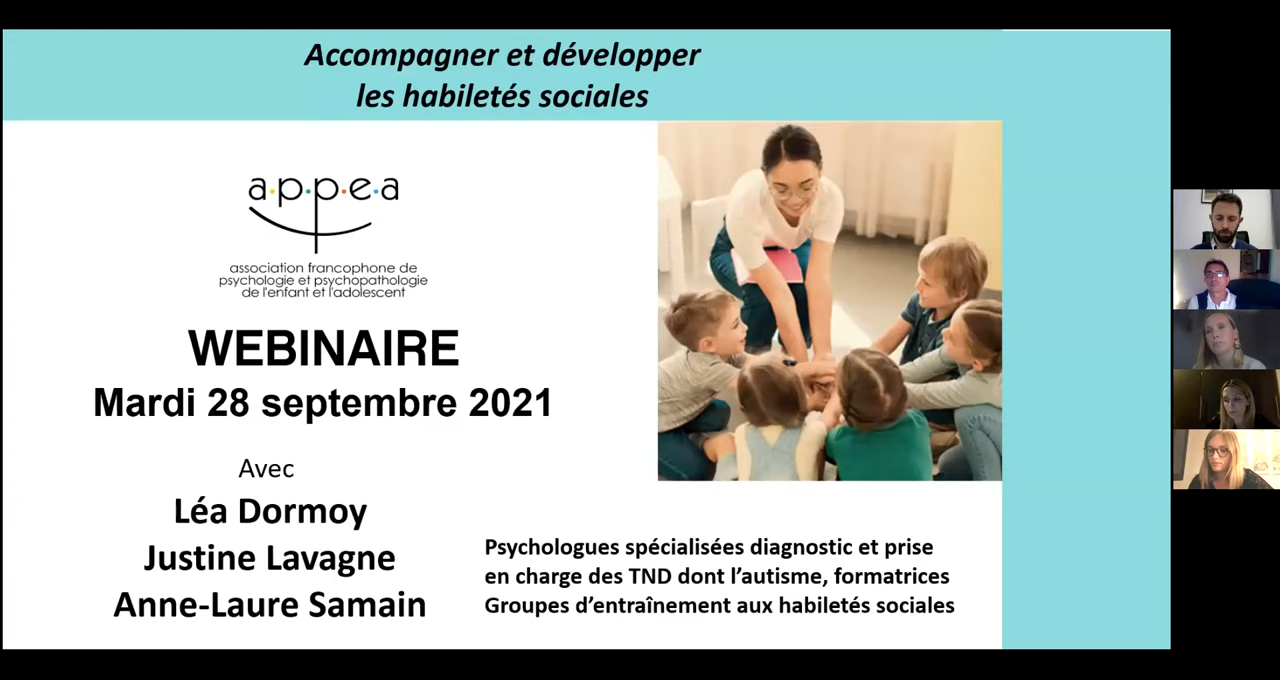 Accompagner et développer
les habiletés sociales
a·p·p·e·a
association francophone de
psychologie et psychopathologie
de l'enfant et l'adolescent
WEBINAIRE
Mardi 28 septembre 2021
Avec
Léa Dormoy
Justine Lavagne
Anne-Laure Samain
Psychologues spécialisées diagnostic et prise
en charge des TND dont l’autisme, formatrices
Groupes d’entraînement aux habiletés sociales